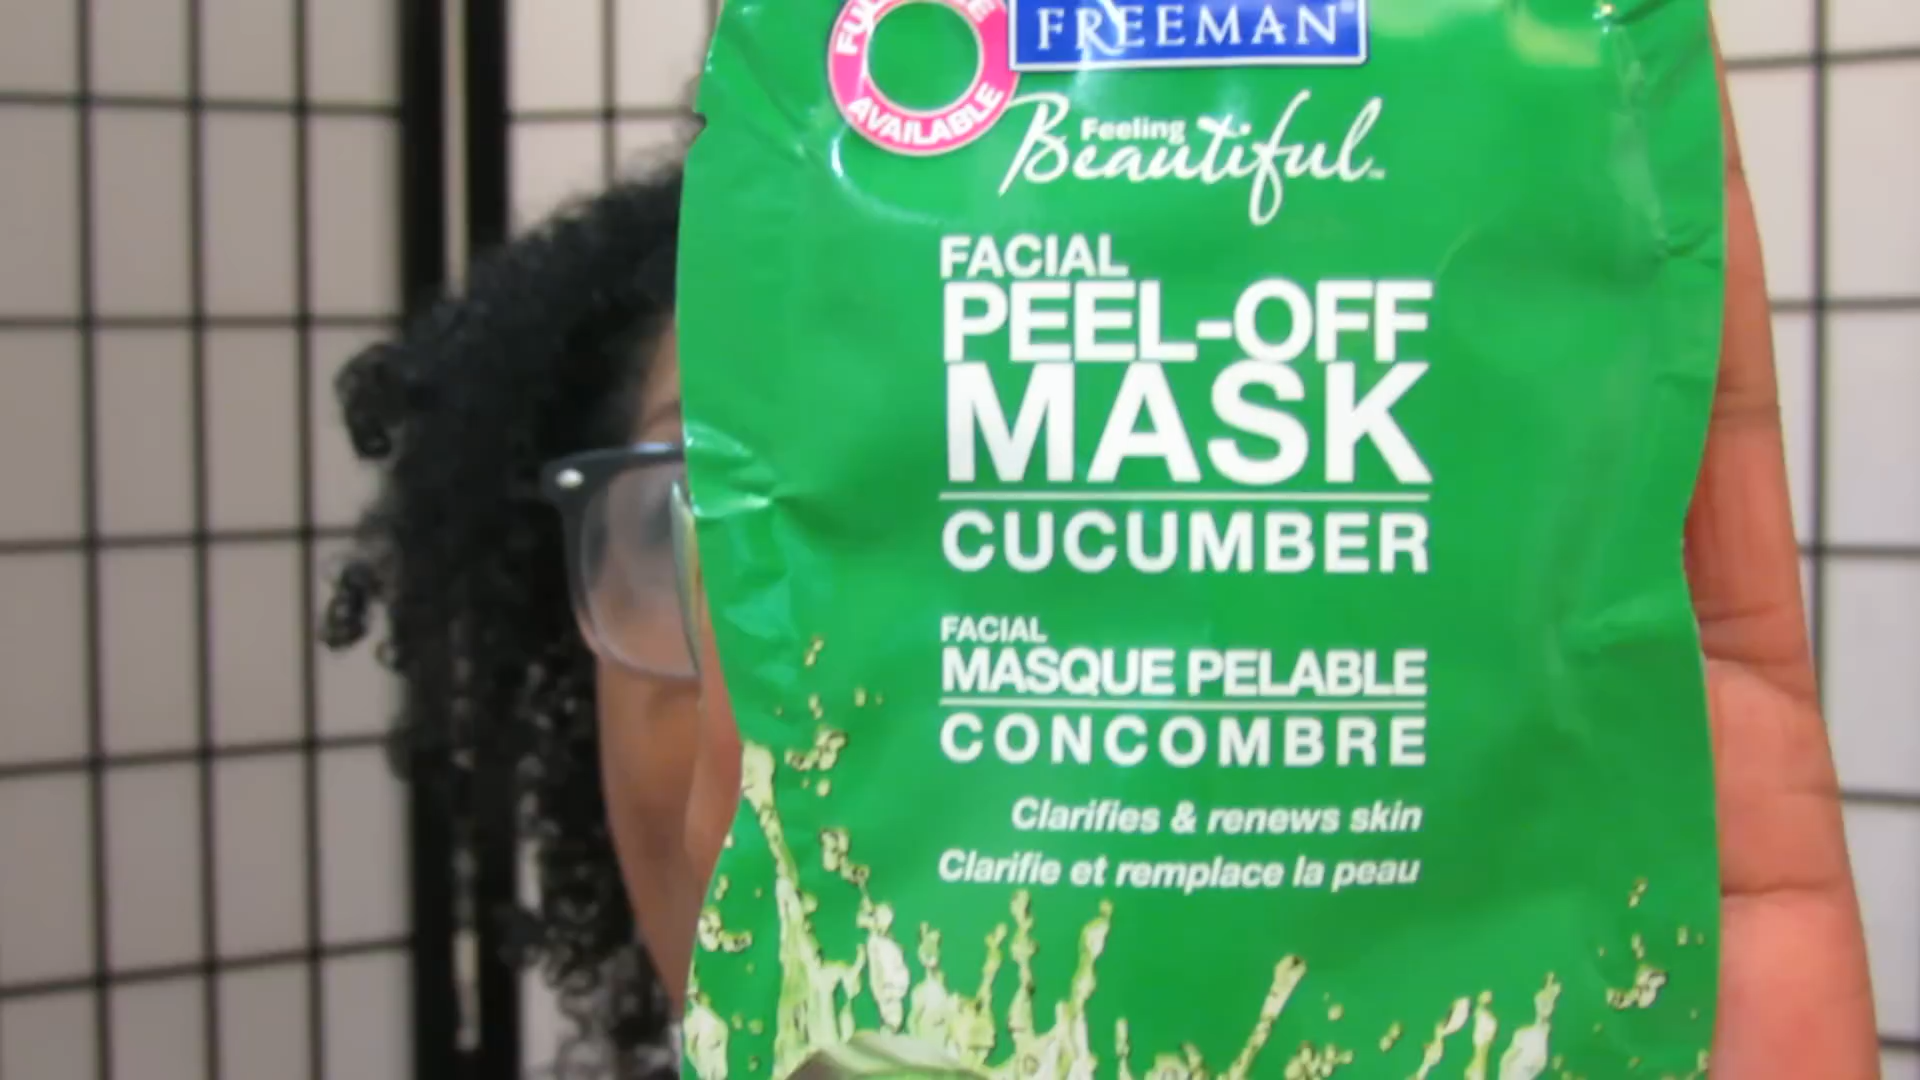 FREEMAN
AVAILABLE
Feeling
Beautiful
FACIAL
PEEL-OFF
MASK
CUCUMBER
FACIAL
MASQUE PELABLE
CONCOMBRE
Clarifies & renews skin
Clarifie et remplace la peau